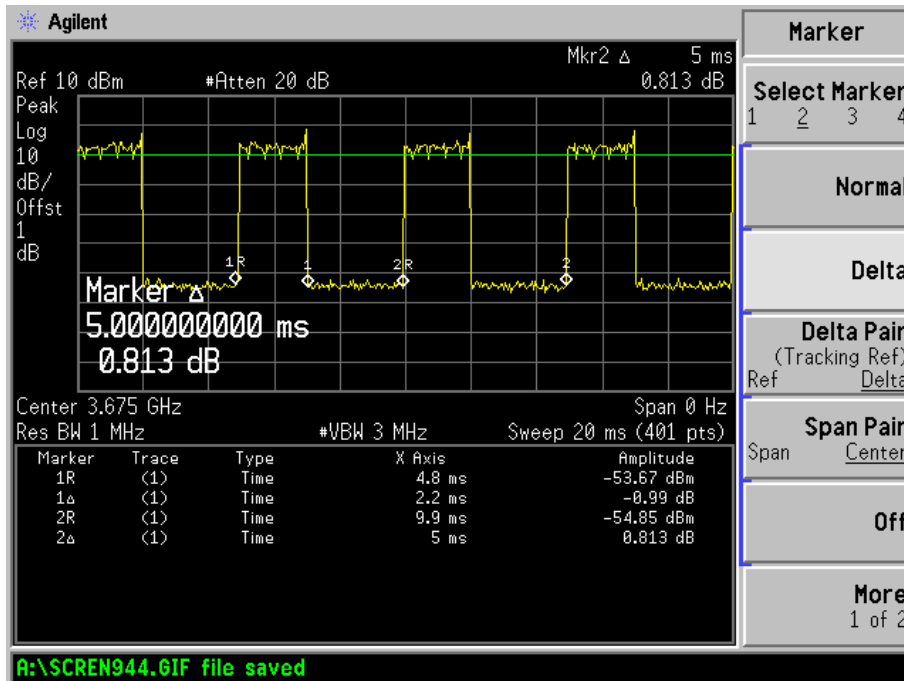 Agilent
Marker
Mkr2 Δ 5 ms
Ref 10 dBm #Atten 20 dB 0.813 dB
Select Marker
1 2 3 4
Peak
Log
10
dB/
Offst
1
dB
Normal
1R 1 2R 2
Delta
Marker Δ
5.000000000 ms
0.813 dB
Delta Pair
(Tracking Ref)
Ref Delta
Center 3.675 GHz Span 0 Hz
Res BW 1 MHz #VBW 3 MHz Sweep 20 ms (401 pts)
Span Pair
Span Center
Marker Trace Type X Axis Amplitude
1R (1) Time 4.8 ms -53.67 dBm
1Δ (1) Time 2.2 ms -0.99 dB
2R (1) Time 9.9 ms -54.85 dBm
2Δ (1) Time 5 ms 0.813 dB
Off
More
1 of 2
A:\SCREN944.GIF file saved